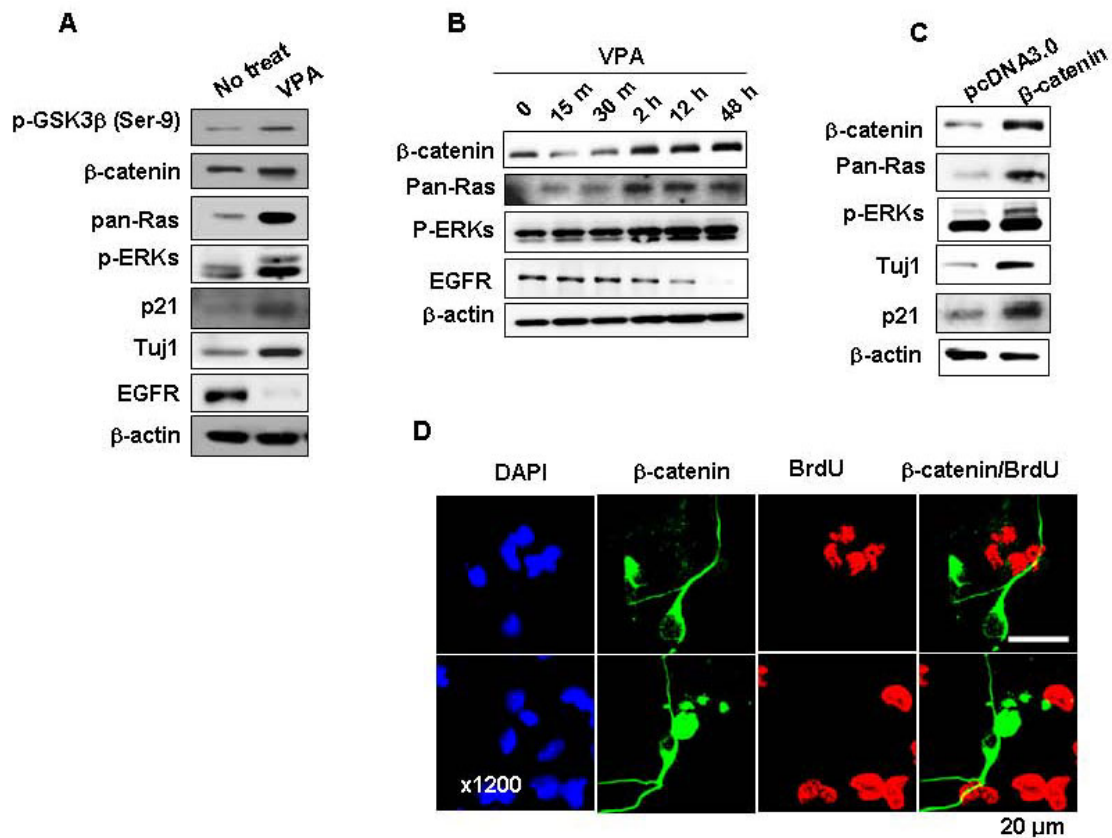 A
No treat
VPA
p-GSK3β (Ser-9)
β-catenin
pan-Ras
p-ERKs
p21
Tuj1
EGFR
β-actin
B
VPA
0 15 m 30 m 2 h 12 h 48 h
β-catenin
Pan-Ras
P-ERKs
EGFR
β-actin
C
pcDNA3.0
β-catenin
β-catenin
Pan-Ras
p-ERKs
Tuj1
p21
β-actin
D
DAPI β-catenin BrdU β-catenin/BrdU
x1200
20 µm